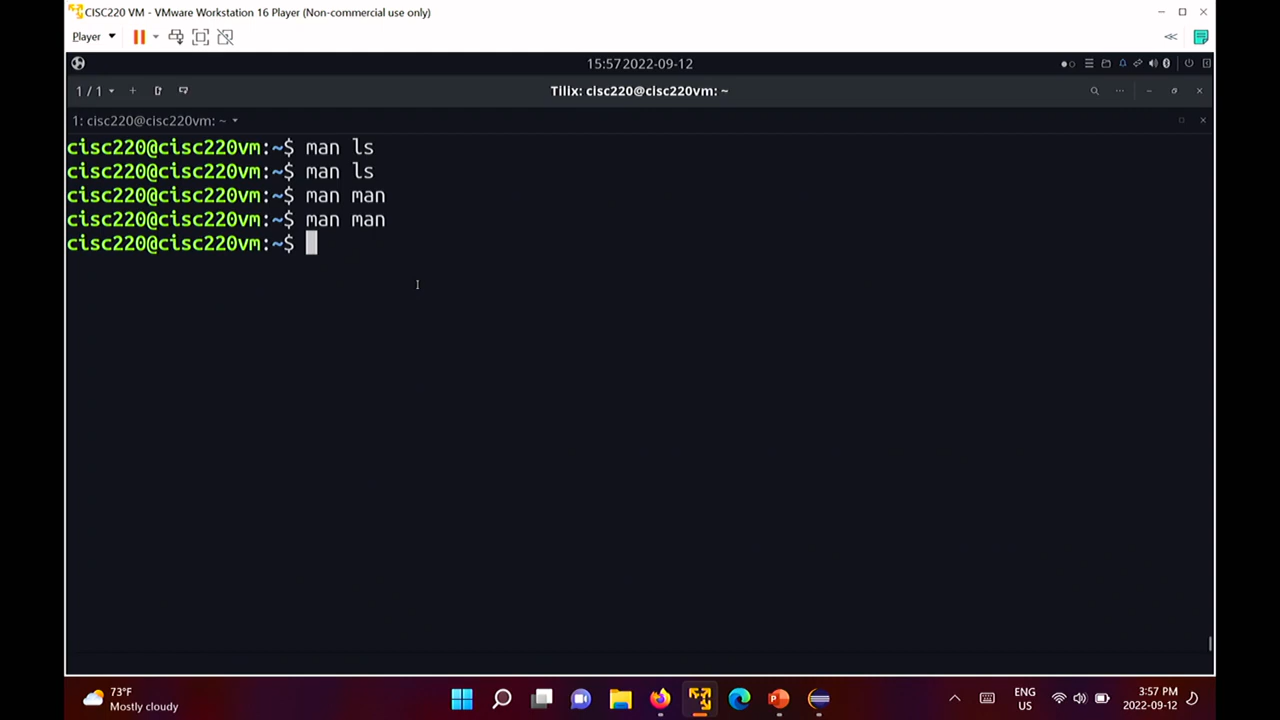 CISC220 VM - VMware Workstation 16 Player (Non-commercial use only)
Player
15:57 2022-09-12
1 / 1
Tilix: cisc220@cisc220vm: ~
1: cisc220@cisc220vm: ~
cisc220@cisc220vm:~$ man ls
cisc220@cisc220vm:~$ man ls
cisc220@cisc220vm:~$ man man
cisc220@cisc220vm:~$ man man
cisc220@cisc220vm:~$
73°F
Mostly cloudy
ENG
US
3:57 PM
2022-09-12